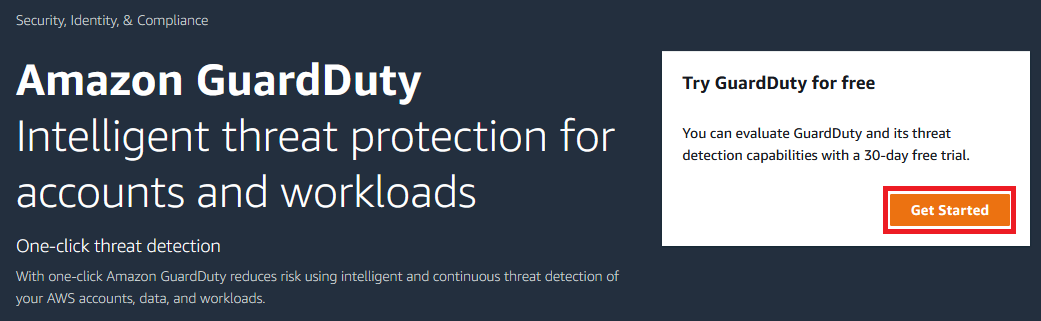 Security, Identity, & Compliance
Amazon GuardDuty
Intelligent threat protection for
accounts and workloads
One-click threat detection
With one-click Amazon GuardDuty reduces risk using intelligent and continuous threat detection of
your AWS accounts, data, and workloads.
Try GuardDuty for free
You can evaluate GuardDuty and its threat
detection capabilities with a 30-day free trial.
Get Started